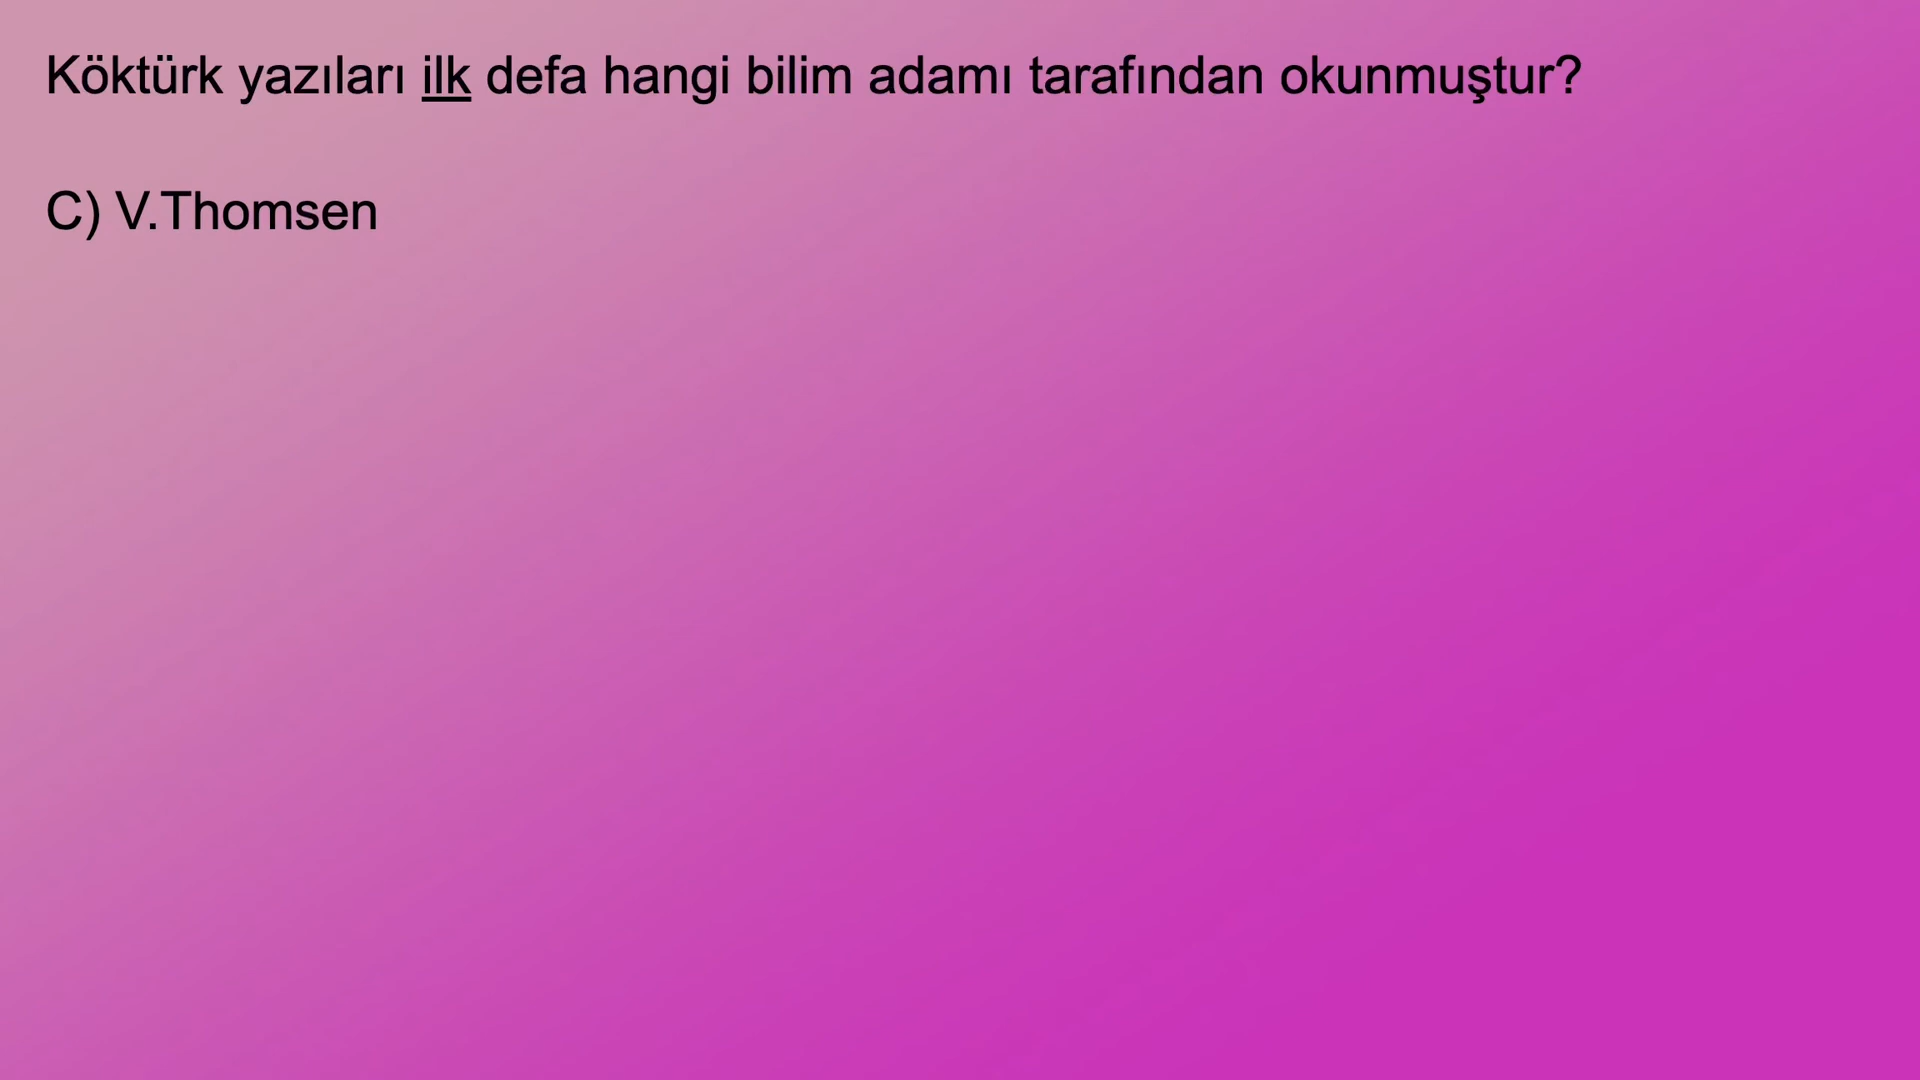 Köktürk yazıları ilk defa hangi bilim adamı tarafından okunmuştur?
C) V.Thomsen